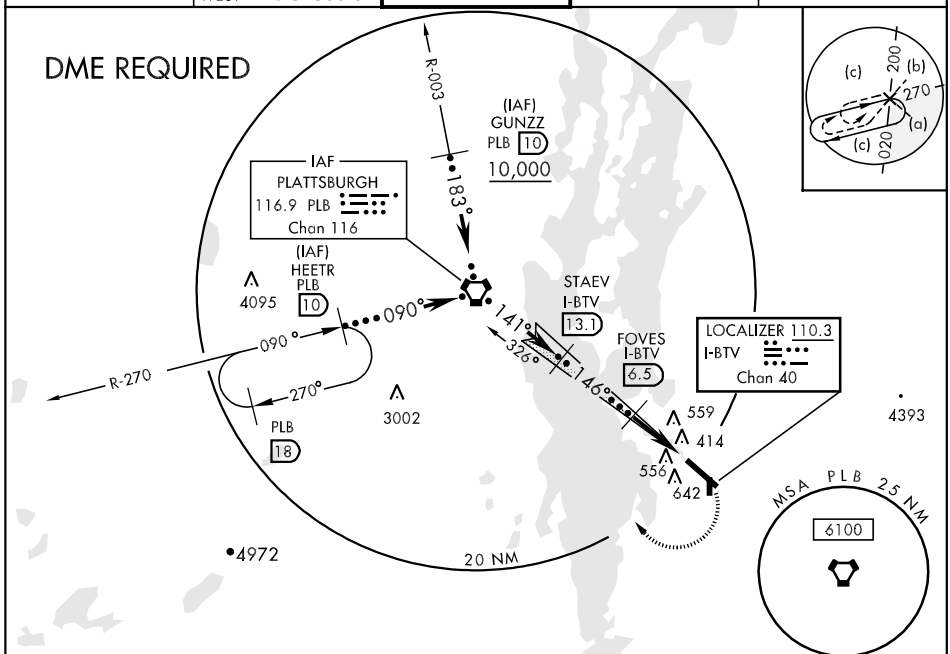 DME REQUIRED
R-003
(IAF)
GUNZZ
PLB 10
10,000
183°
IAF
PLATTSBURGH
116.9 PLB
Chan 116
(IAF)
HEETR
PLB
10
4095
090°
090°
R-270
270°
PLB
18
3002
141°
326°
STAEV
I-BTV
13.1
146°
FOVES
I-BTV
6.5
LOCALIZER 110.3
I-BTV
Chan 40
559
414
556
642
4393
4972
20 NM
MSA PLB 25 NM
6100
(c)
200
(b)
270
(a)
(c)
020